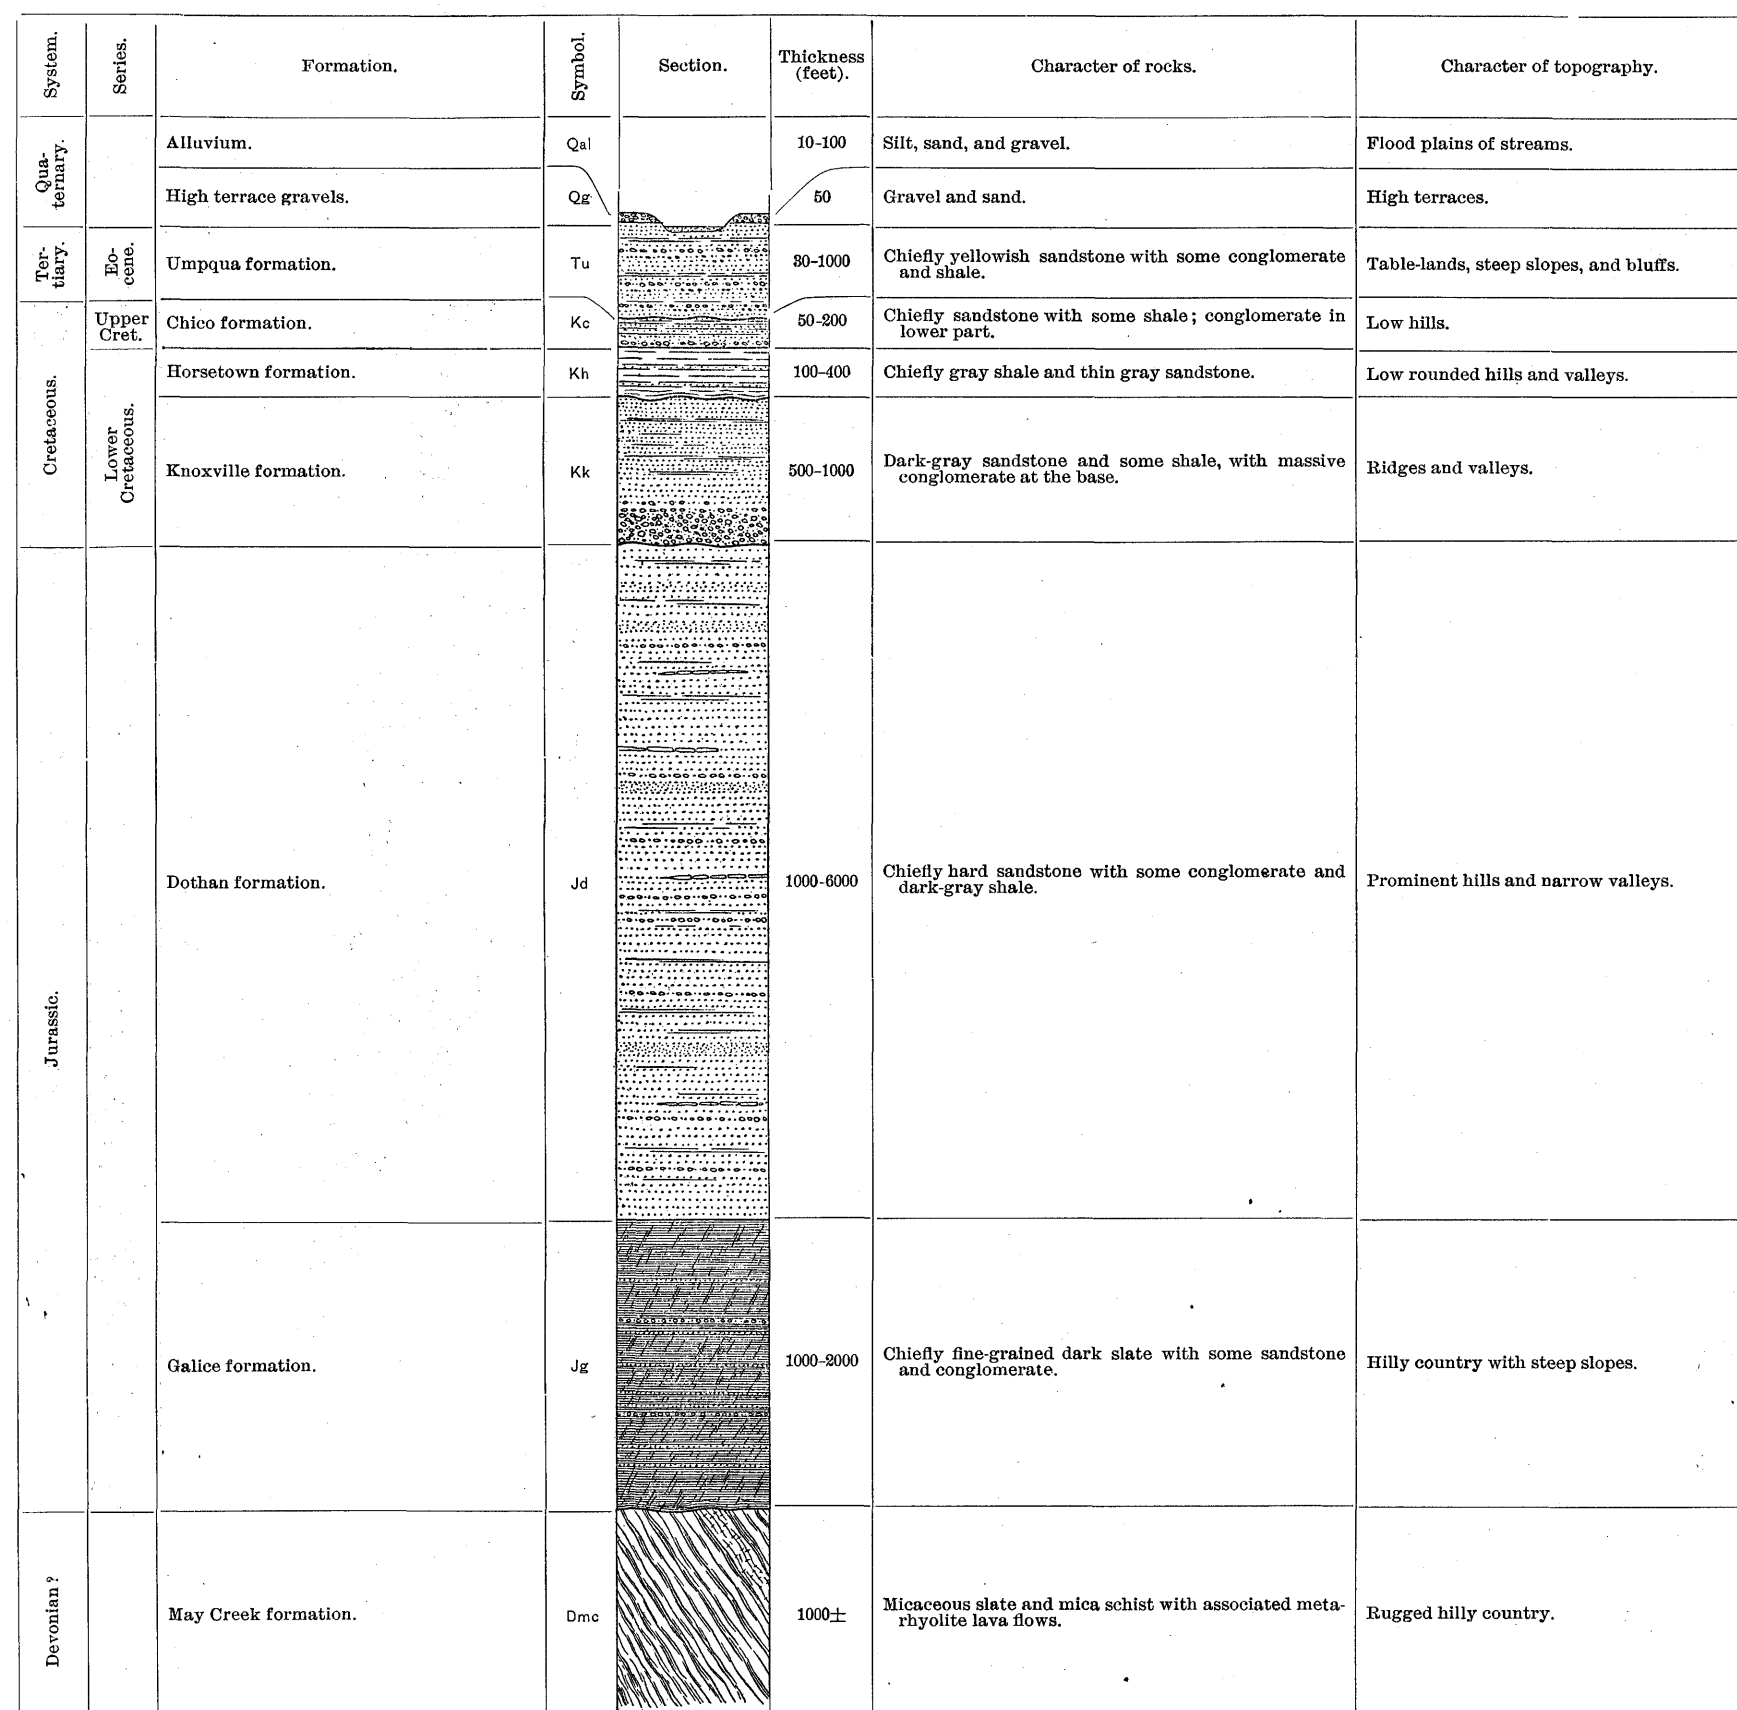 System.
Series.
Formation.
Symbol.
Section.
Thickness
(feet).
Character of rocks.
Character of topography.
Qua-
ternary.
Alluvium.
Qal
10-100
Silt, sand, and gravel.
Flood plains of streams.
High terrace gravels.
Qg
50
Gravel and sand.
High terraces.
Ter-
tiary.
Eo-
cene.
Umpqua formation.
Tu
30-1000
Chiefly yellowish sandstone with some conglomerate
and shale.
Table-lands, steep slopes, and bluffs.
Cretaceous.
Upper
Cret.
Chico formation.
Kc
50-200
Chiefly sandstone with some shale; conglomerate in
lower part.
Low hills.
Lower
Cretaceous.
Horsetown formation.
Kh
100-400
Chiefly gray shale and thin gray sandstone.
Low rounded hills and valleys.
Knoxville formation.
Kk
500-1000
Dark-gray sandstone and some shale, with massive
conglomerate at the base.
Ridges and valleys.
Jurassic.
Dothan formation.
Jd
1000-6000
Chiefly hard sandstone with some conglomerate and
dark-gray shale.
Prominent hills and narrow valleys.
Galice formation.
Jg
1000-2000
Chiefly fine-grained dark slate with some sandstone
and conglomerate.
Hilly country with steep slopes.
Devonian?
May Creek formation.
Dmc
1000±
Micaceous slate and mica schist with associated meta-
rhyolite lava flows.
Rugged hilly country.